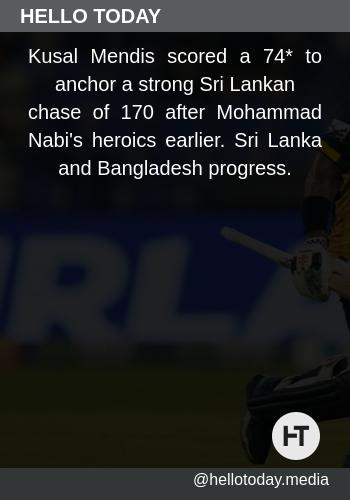 HELLO TODAY
Kusal Mendis scored a 74* to
anchor a strong Sri Lankan
chase of 170 after Mohammad
Nabi's heroics earlier. Sri Lanka
and Bangladesh progress.
RLA
HT
@hellotoday.media